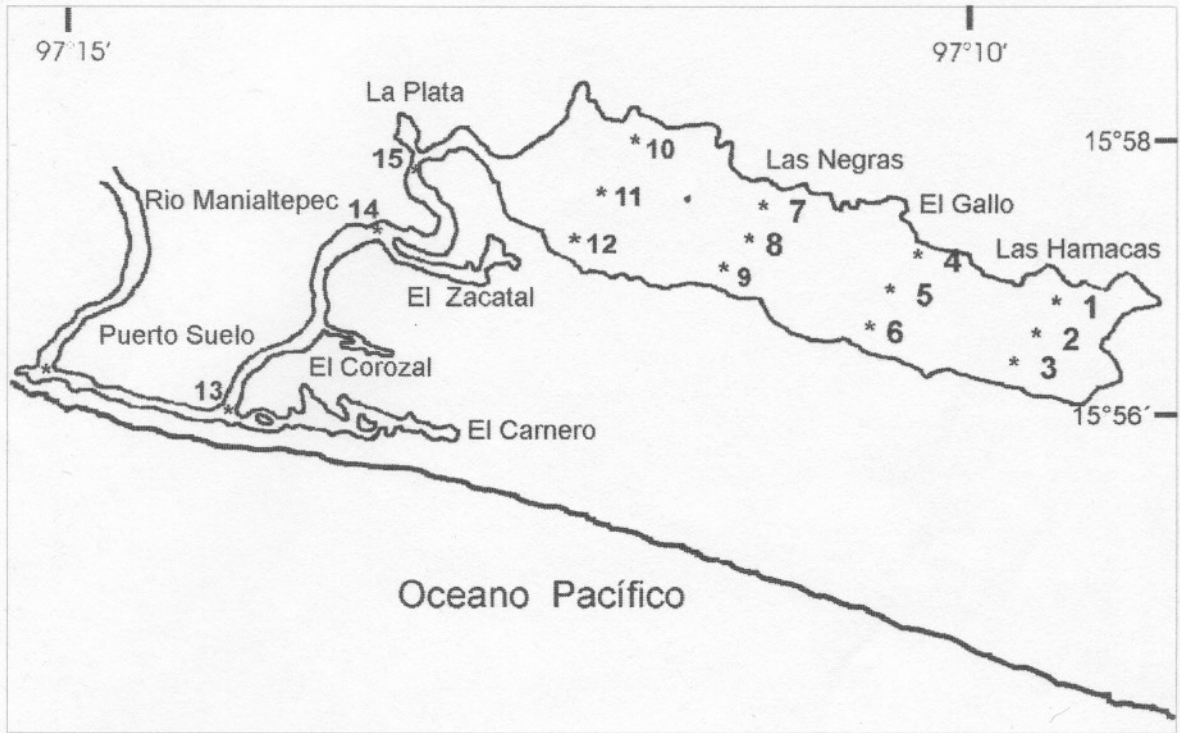 97°15′
97°10′
La Plata
15°58
10
Las Negras
15
Rio Manialtepec
11
7
El Gallo
14
12
8
4
Las Hamacas
9
5
1
El Zacatal
6
2
Puerto Suelo
3
El Corozal
13
15°56′
El Carnero
Oceano Pacífico